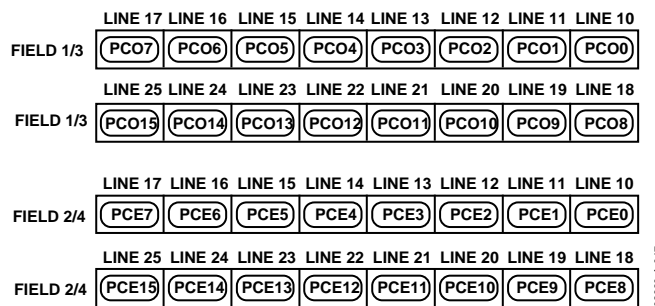 LINE 17 LINE 16 LINE 15 LINE 14 LINE 13 LINE 12 LINE 11 LINE 10
FIELD 1/3 PCO7 PCO6 PCO5 PCO4 PCO3 PCO2 PCO1 PCO0
LINE 25 LINE 24 LINE 23 LINE 22 LINE 21 LINE 20 LINE 19 LINE 18
FIELD 1/3 PCO15 PCO14 PCO13 PCO12 PCO11 PCO10 PCO9 PCO8
LINE 17 LINE 16 LINE 15 LINE 14 LINE 13 LINE 12 LINE 11 LINE 10
FIELD 2/4 PCE7 PCE6 PCE5 PCE4 PCE3 PCE2 PCE1 PCE0
LINE 25 LINE 24 LINE 23 LINE 22 LINE 21 LINE 20 LINE 19 LINE 18
FIELD 2/4 PCE15 PCE14 PCE13 PCE12 PCE11 PCE10 PCE9 PCE8